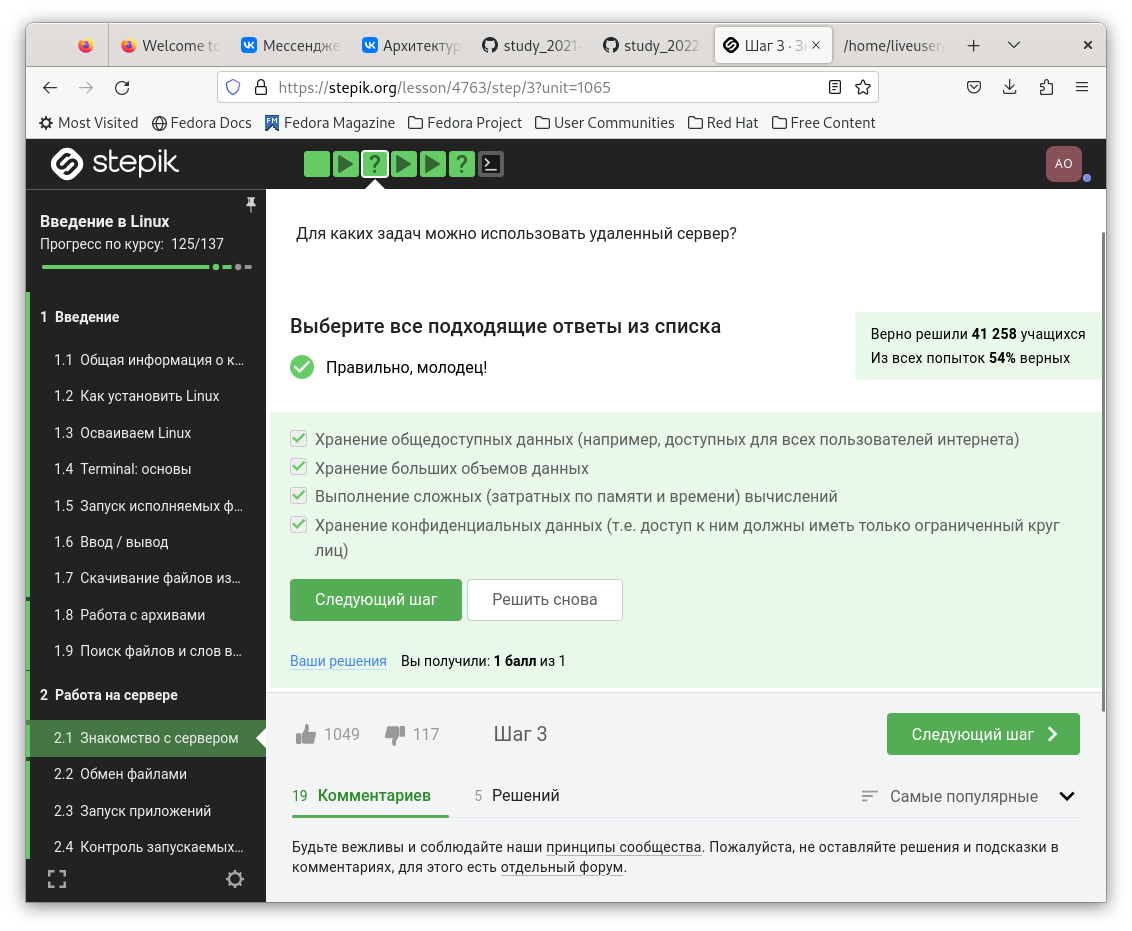 Welcome to
Мессендже
Архитектур
study_2021-
study_2022
Шаг 3 · Зн
/home/liveuser
https://stepik.org/lesson/4763/step/3?unit=1065
Most Visited
Fedora Docs
Fedora Magazine
Fedora Project
User Communities
Red Hat
Free Content
stepik
AO
Введение в Linux
Прогресс по курсу: 125/137
1 Введение
1.1 Общая информация о к...
1.2 Как установить Linux
1.3 Осваиваем Linux
1.4 Terminal: основы
1.5 Запуск исполняемых ф...
1.6 Ввод / вывод
1.7 Скачивание файлов из...
1.8 Работа с архивами
1.9 Поиск файлов и слов в...
2 Работа на сервере
2.1 Знакомство с сервером
2.2 Обмен файлами
2.3 Запуск приложений
2.4 Контроль запускаемых...
Для каких задач можно использовать удаленный сервер?
Выберите все подходящие ответы из списка
Правильно, молодец!
Верно решили 41 258 учащихся
Из всех попыток 54% верных
Хранение общедоступных данных (например, доступных для всех пользователей интернета)
Хранение больших объемов данных
Выполнение сложных (затратных по памяти и времени) вычислений
Хранение конфиденциальных данных (т.е. доступ к ним должны иметь только ограниченный круг
лиц)
Следующий шаг
Решить снова
Ваши решения
Вы получили: 1 балл из 1
1049
117
Шаг 3
Следующий шаг
19 Комментариев
5 Решений
Самые популярные
Будьте вежливы и соблюдайте наши принципы сообщества. Пожалуйста, не оставляйте решения и подсказки в
комментариях, для этого есть отдельный форум.